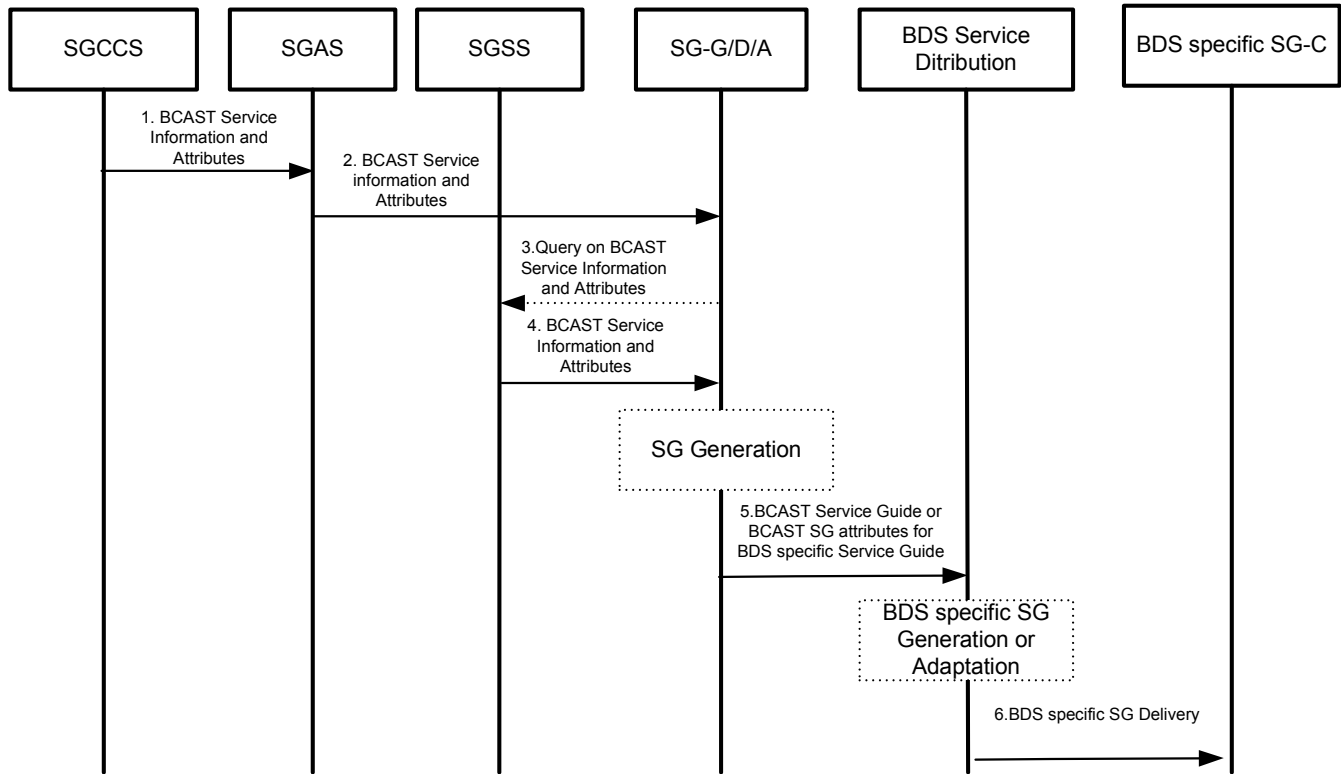 SGCCS
SGAS
SGSS
SG-G/D/A
BDS Service
Ditribution
BDS specific SG-C
1. BCAST Service
Information and
Attributes
2. BCAST Service
information and
Attributes
3.Query on BCAST
Service Information
and Attributes
4. BCAST Service
Information and
Attributes
SG Generation
5.BCAST Service Guide or
BCAST SG attributes for
BDS specific Service Guide
BDS specific SG
Generation or
Adaptation
6.BDS specific SG Delivery